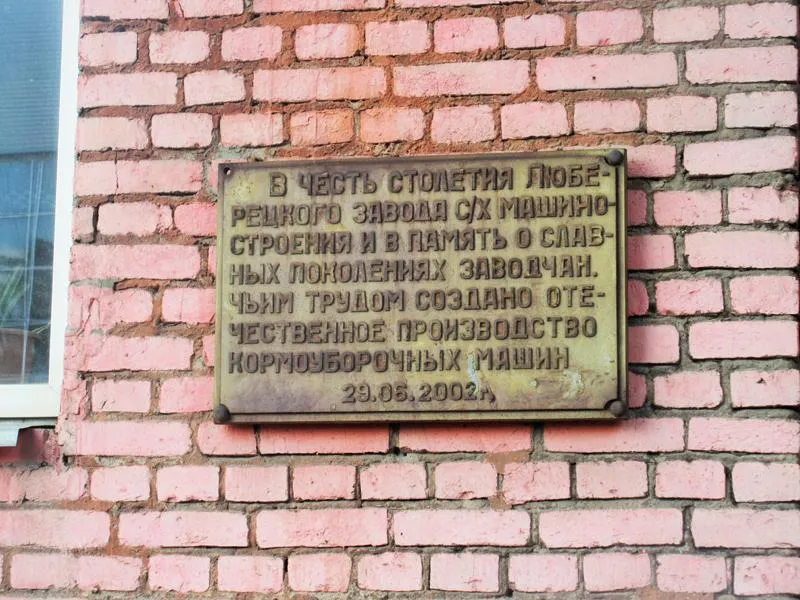 В ЧЕСТЬ СТОЛЕТИЯ ЛЮБЕ-
РЕЦКОГО ЗАВОДА С/Х МАШИНО-
СТРОЕНИЯ И В ПАМЯТЬ О СЛАВ-
НЫХ ПОКОЛЕНИЯХ ЗАВОДЧАН.
ЧЬИМ ТРУДОМ СОЗДАНО ОТЕ-
ЧЕСТВЕННОЕ ПРОИЗВОДСТВО
КОРМОУБОРОЧНЫХ МАШИН
29.06.2002г.